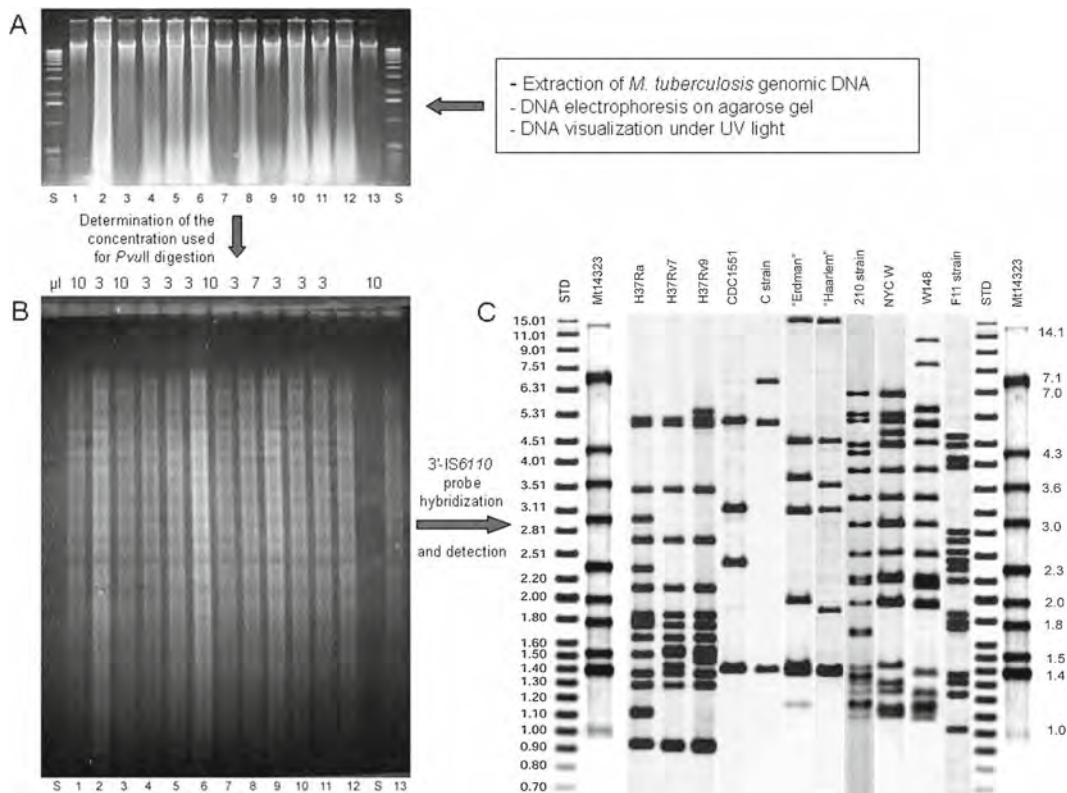 A
- Extraction of M. tuberculosis genomic DNA
- DNA electrophoresis on agarose gel
- DNA visualization under UV light
S 1 2 3 4 5 6 7 8 9 10 11 12 13 S
Determination of the
concentration used
for PvuII digestion
µl 10 3 10 3 3 3 10 3 7 3 3 3 10
B
S 1 2 3 4 5 6 7 8 9 10 11 12 S 13
3'-IS6110
probe
hybridization
and detection
C
STD
Mt14323
H37Ra
H37Rv7
H37Rv9
CDC1551
C strain
"Erdman"
"Haarlem"
210 strain
NYC W
W148
F11 strain
STD
Mt14323
15.01
11.01
9.01
7.51
6.31
5.31
4.51
4.01
3.51
3.11
2.81
2.51
2.20
2.00
1.80
1.60
1.50
1.40
1.30
1.20
1.10
1.00
0.90
0.80
0.70
14.1
7.1
7.0
4.3
3.6
3.0
2.3
2.0
1.8
1.5
1.4
1.0